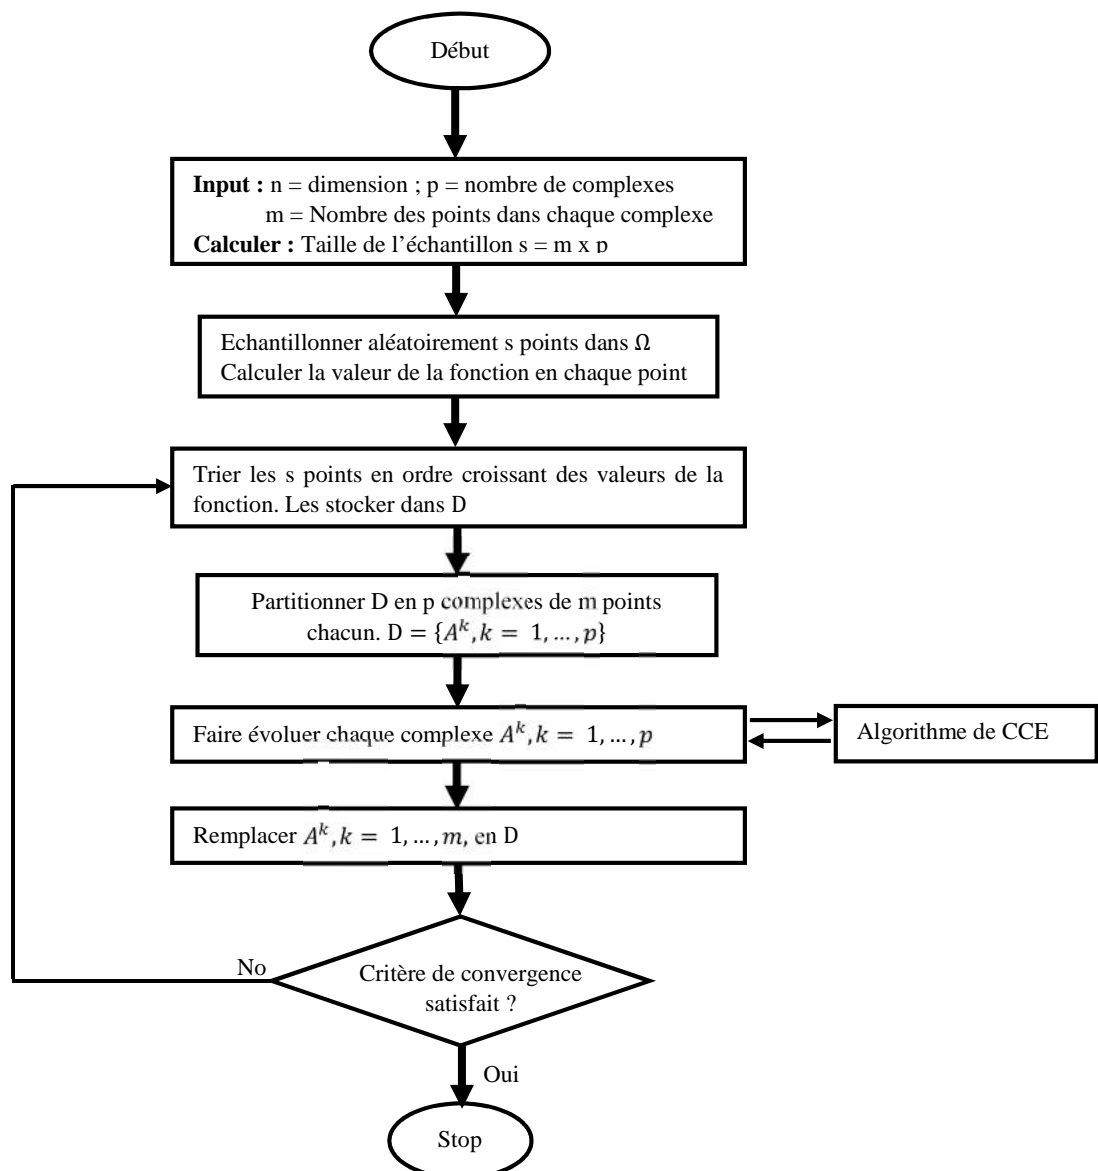 Début
Input : n = dimension ; p = nombre de complexes
m = Nombre des points dans chaque complexe
Calculer : Taille de l'échantillon s = m x p
Echantillonner aléatoirement s points dans Ω
Calculer la valeur de la fonction en chaque point
Trier les s points en ordre croissant des valeurs de la
fonction. Les stocker dans D
Partitionner D en p complexes de m points
chacun. D = {A^k, k = 1, …, p}
Faire évoluer chaque complexe A^k, k = 1, …, p
Algorithme de CCE
Remplacer A^k, k = 1, …, m, en D
No
Critère de convergence
satisfait ?
Oui
Stop